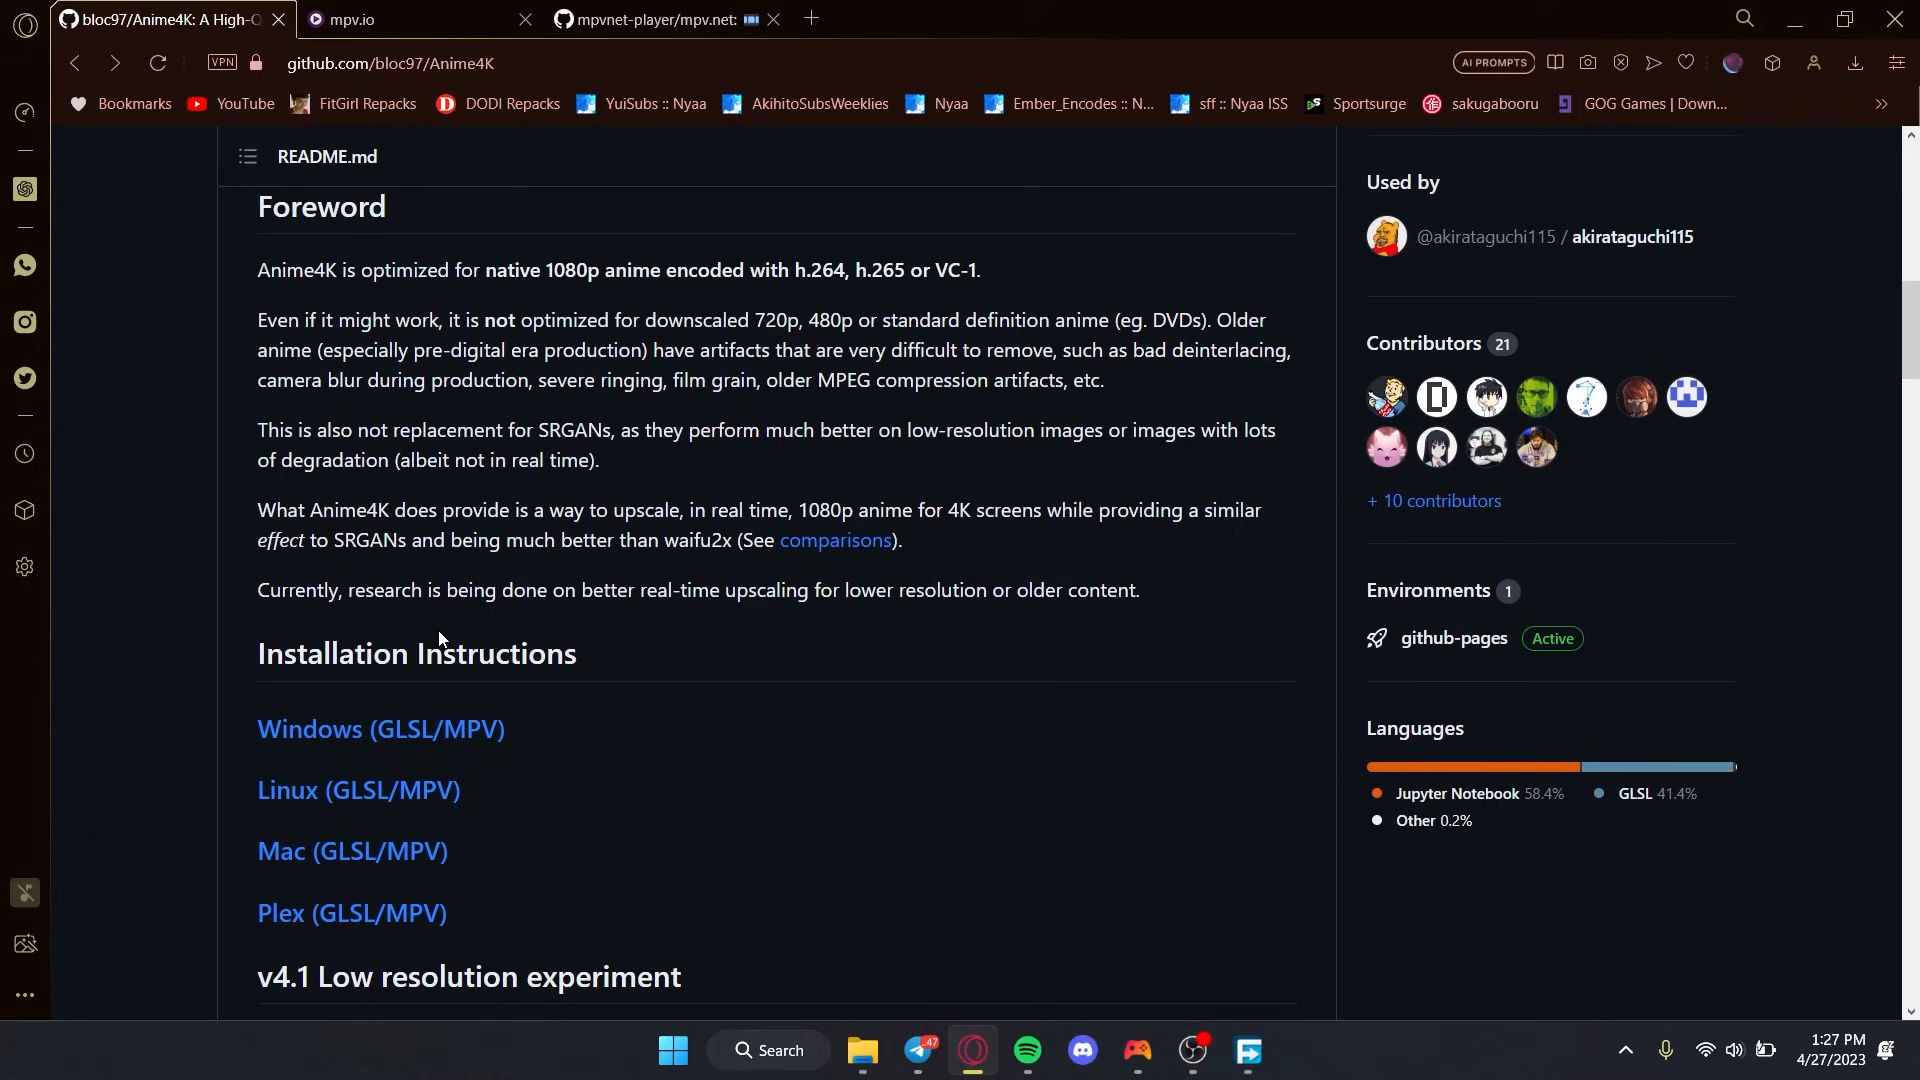 bloc97/Anime4K: A High-Q
mpv.io
mpvnet-player/mpv.net:
VPN
github.com/bloc97/Anime4K
AI PROMPTS
Bookmarks
YouTube
FitGirl Repacks
DODI Repacks
YuiSubs :: Nyaa
AkihitoSubsWeeklies
Nyaa
Ember_Encodes :: N...
sff :: Nyaa ISS
Sportsurge
sakugabooru
GOG Games | Down...
README.md
Foreword
Anime4K is optimized for native 1080p anime encoded with h.264, h.265 or VC-1.
Even if it might work, it is not optimized for downscaled 720p, 480p or standard definition anime (eg. DVDs). Older
anime (especially pre-digital era production) have artifacts that are very difficult to remove, such as bad deinterlacing,
camera blur during production, severe ringing, film grain, older MPEG compression artifacts, etc.
This is also not replacement for SRGANs, as they perform much better on low-resolution images or images with lots
of degradation (albeit not in real time).
What Anime4K does provide is a way to upscale, in real time, 1080p anime for 4K screens while providing a similar
effect to SRGANs and being much better than waifu2x (See comparisons).
Currently, research is being done on better real-time upscaling for lower resolution or older content.
Installation Instructions
Windows (GLSL/MPV)
Linux (GLSL/MPV)
Mac (GLSL/MPV)
Plex (GLSL/MPV)
v4.1 Low resolution experiment
Used by
@akirataguchi115 / akirataguchi115
Contributors 21
+ 10 contributors
Environments 1
github-pages Active
Languages
Jupyter Notebook 58.4%
GLSL 41.4%
Other 0.2%
Search
47
1:27 PM
4/27/2023